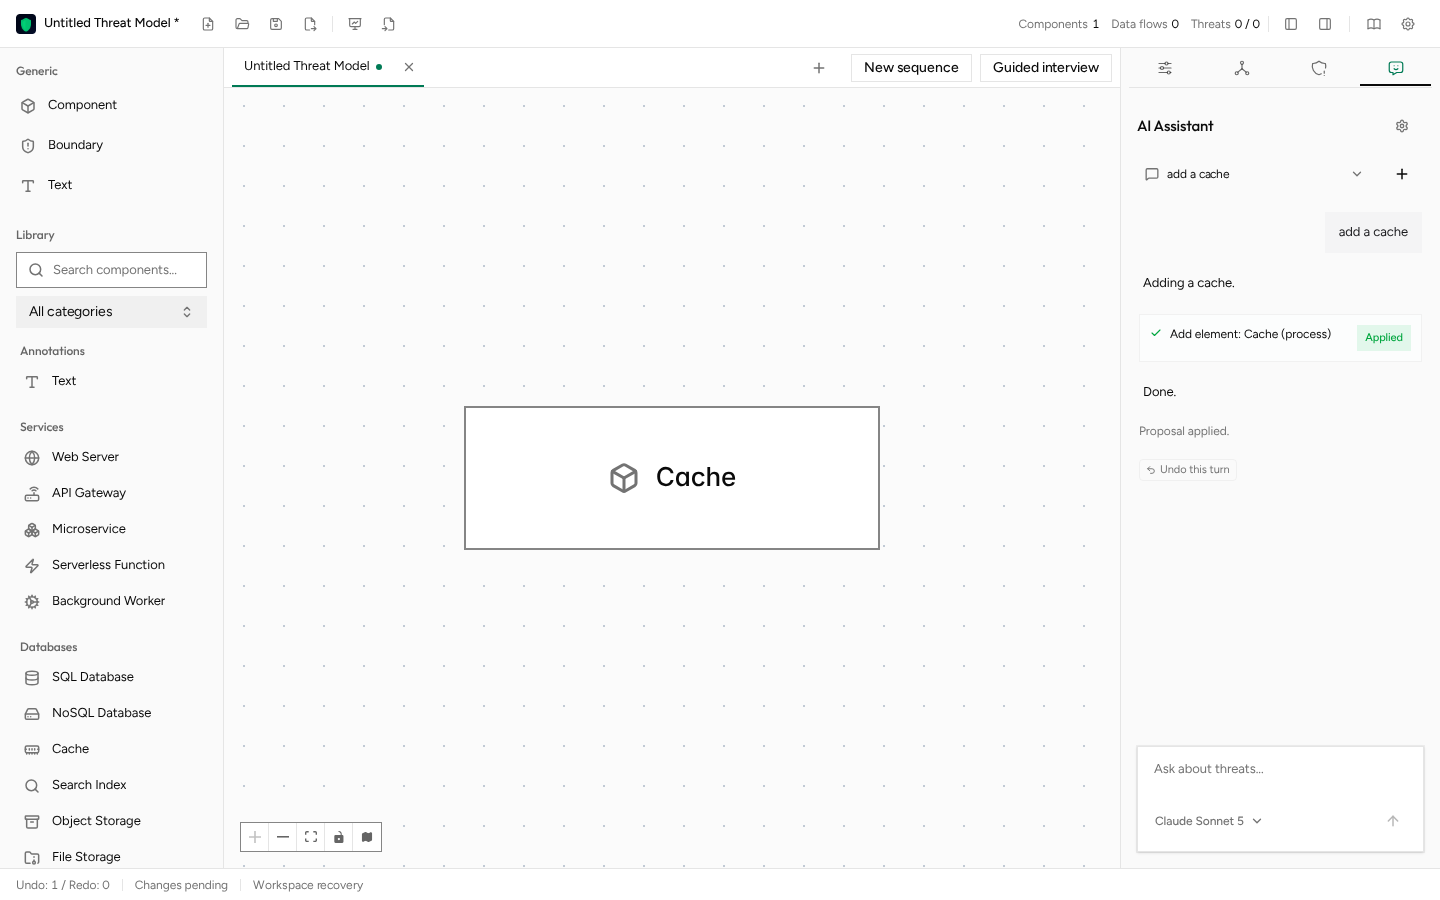 Untitled Threat Model *
Components 1 Data flows 0 Threats 0 / 0
Generic
Component
Boundary
Text
Library
Search components...
All categories
Annotations
Text
Services
Web Server
API Gateway
Microservice
Serverless Function
Background Worker
Databases
SQL Database
NoSQL Database
Cache
Search Index
Object Storage
File Storage
Untitled Threat Model
New sequence
Guided interview
Cache
AI Assistant
add a cache
add a cache
Adding a cache.
Add element: Cache (process)
Applied
Done.
Proposal applied.
Undo this turn
Ask about threats...
Claude Sonnet 5
Undo: 1 / Redo: 0
Changes pending
Workspace recovery